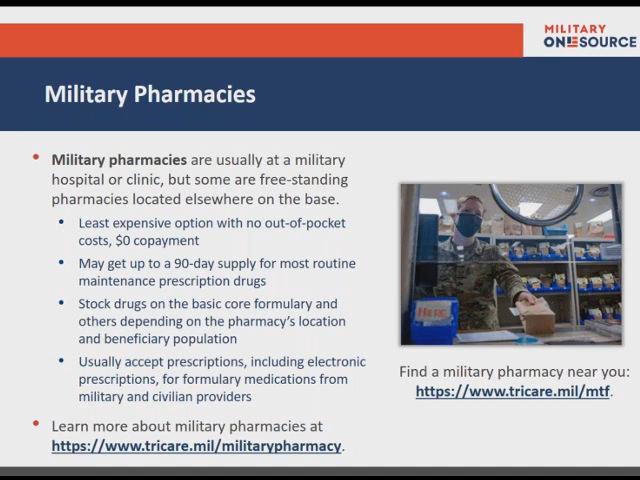 MILITARY
ONESOURCE
Military Pharmacies
• Military pharmacies are usually at a military
hospital or clinic, but some are free-standing
pharmacies located elsewhere on the base.
• Least expensive option with no out-of-pocket
costs, $0 copayment
• May get up to a 90-day supply for most routine
maintenance prescription drugs
• Stock drugs on the basic core formulary and
others depending on the pharmacy's location
and beneficiary population
• Usually accept prescriptions, including electronic
prescriptions, for formulary medications from
military and civilian providers
• Learn more about military pharmacies at
https://www.tricare.mil/militarypharmacy.
Find a military pharmacy near you:
https://www.tricare.mil/mtf.